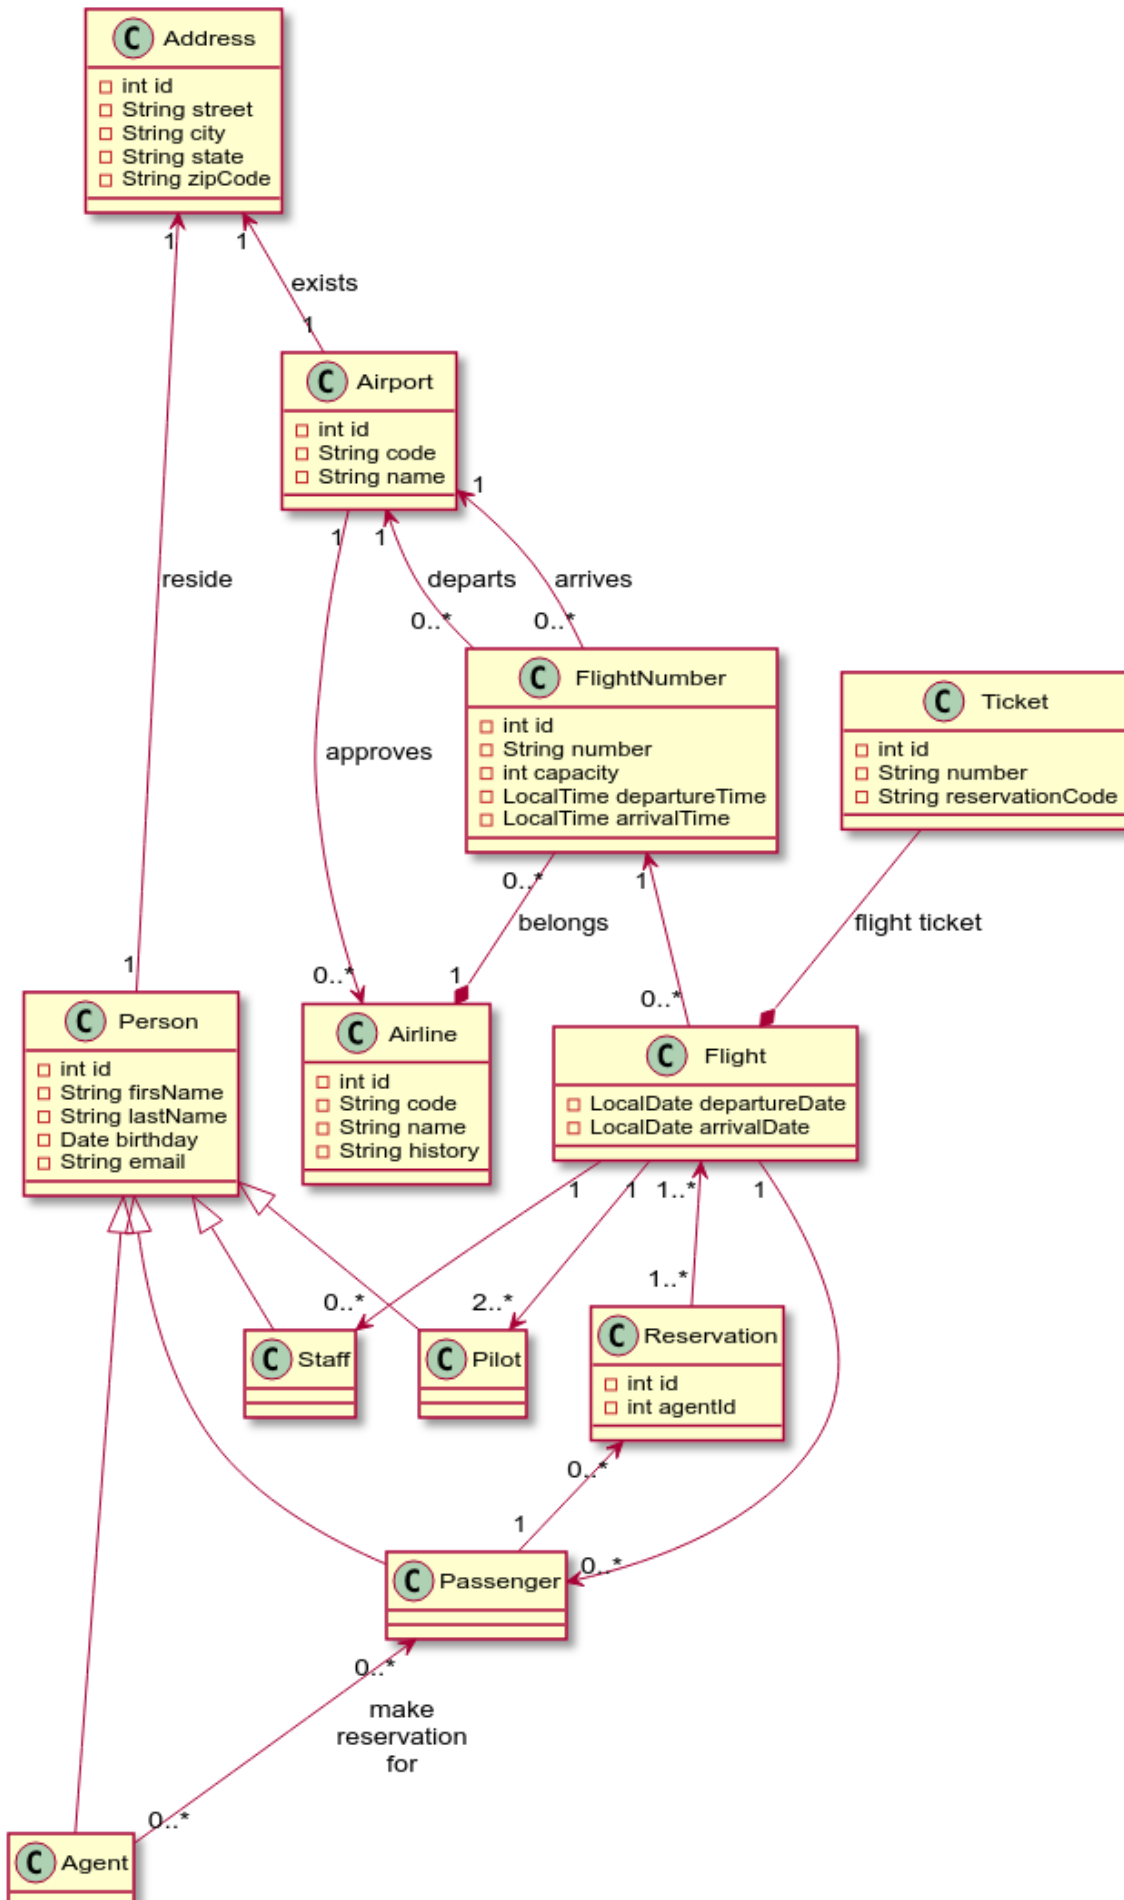 C Address
int id
String street
String city
String state
String zipCode
1
1
exists
1
C Airport
int id
String code
String name
1
1
1
reside
departs
arrives
0..*
0..*
C FlightNumber
int id
String number
int capacity
LocalTime departureTime
LocalTime arrivalTime
C Ticket
int id
String number
String reservationCode
approves
0..*
1
belongs
flight ticket
1
0..*
1
0..*
C Person
int id
String firsName
String lastName
Date birthday
String email
C Airline
int id
String code
String name
String history
C Flight
LocalDate departureDate
LocalDate arrivalDate
1
1
1..*
1
0..*
2..*
1..*
C Staff
C Pilot
C Reservation
int id
int agentId
0..*
1
0..*
C Passenger
0..*
make
reservation
for
0..*
C Agent